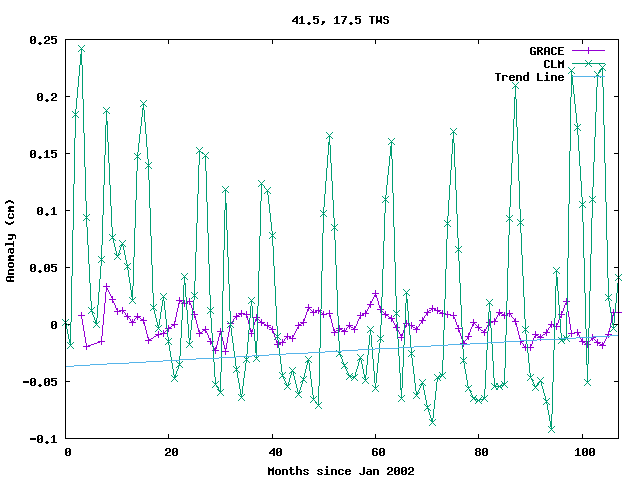 41.5, 17.5 TWS
GRACE
CLM
Trend Line
0.25
0.2
0.15
0.1
0.05
0
-0.05
-0.1
Anomaly (cm)
0 20 40 60 80 100
Months since Jan 2002